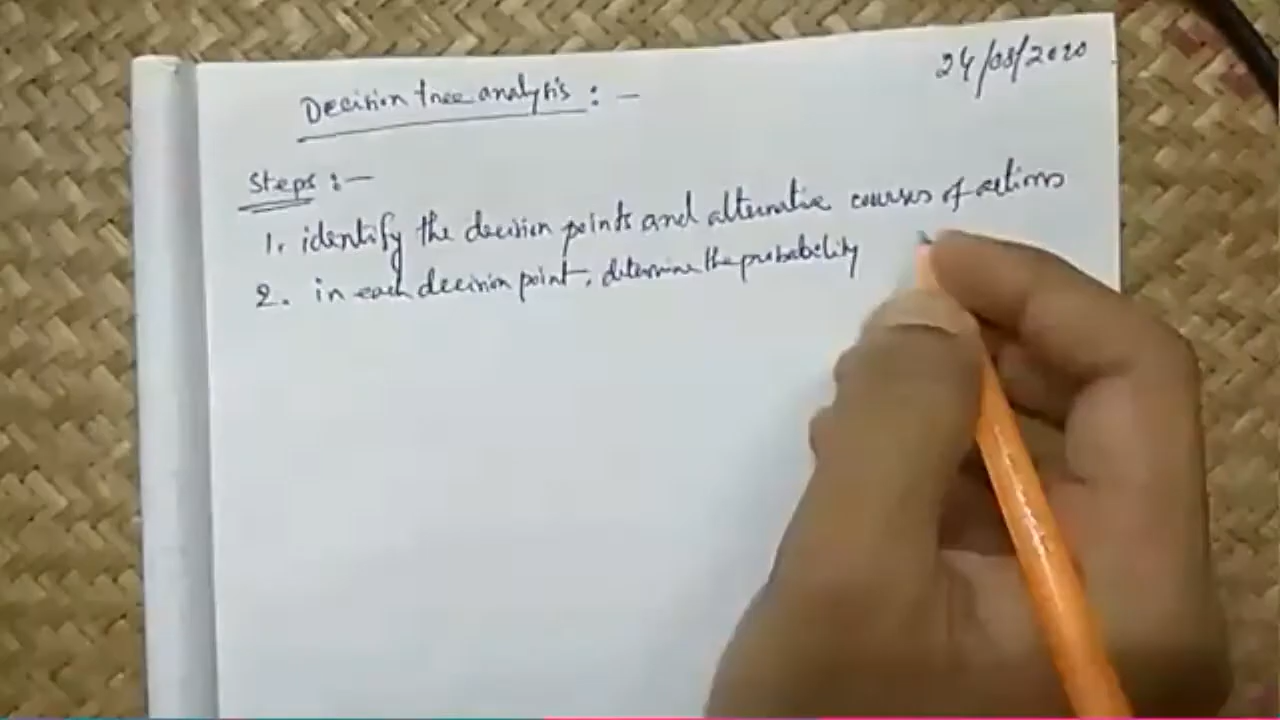 24/08/2020
Decision tree analysis : -
Steps :-
1. identify the decision points and alternative courses of actions
2. in each decision point, determine the probability